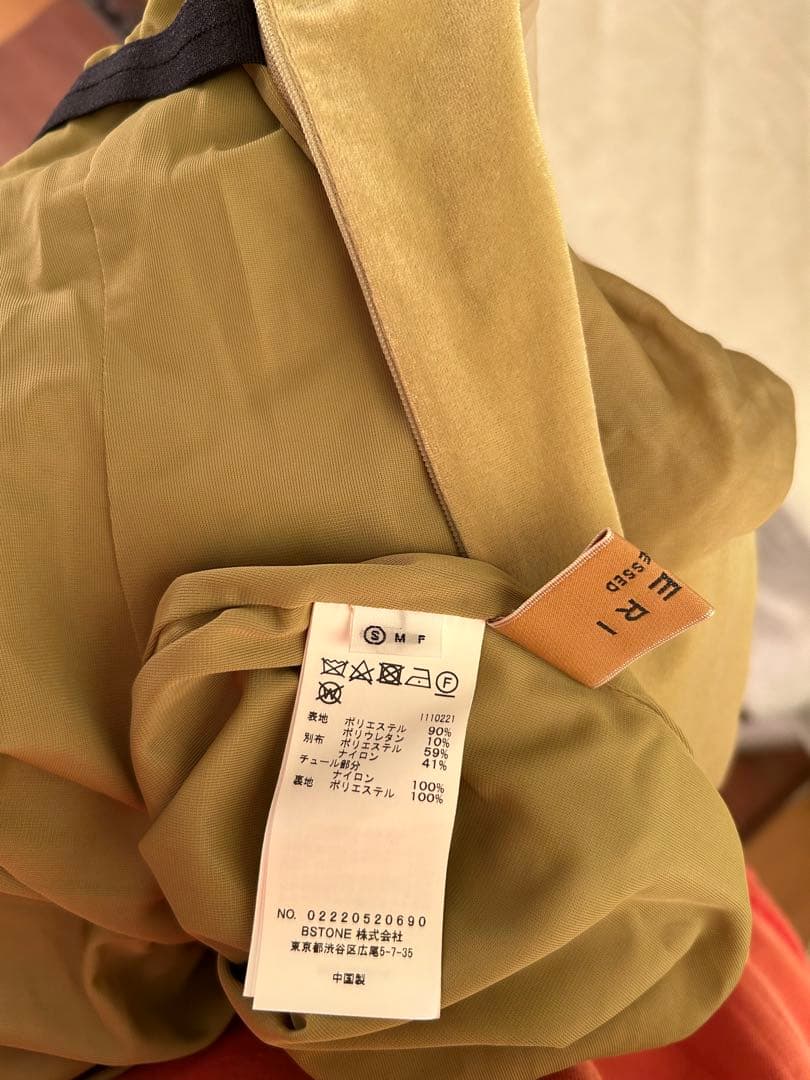 Ⓢ M F
F
W
表地 1110221
ポリエステル 90%
ポリウレタン 10%
別布
ポリエステル 59%
ナイロン 41%
チュール部分
ナイロン 100%
裏地 ポリエステル 100%
NO. 02220520690
BSTONE 株式会社
東京都渋谷区広尾5-7-35
中国製
E R I
ESSED